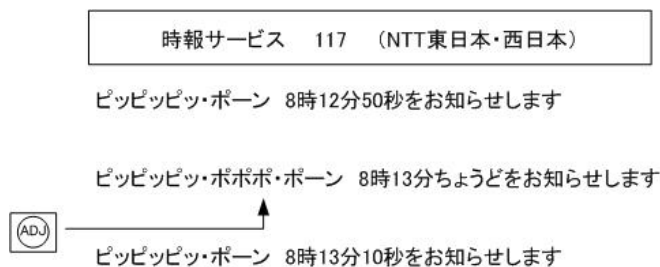 時報サービス　117　（NTT東日本・西日本）
ピッピッピッ・ポーン 8時12分50秒をお知らせします
ピッピッピッ・ポポポ・ポーン 8時13分ちょうどをお知らせします
ADJ
ピッピッピッ・ポーン 8時13分10秒をお知らせします